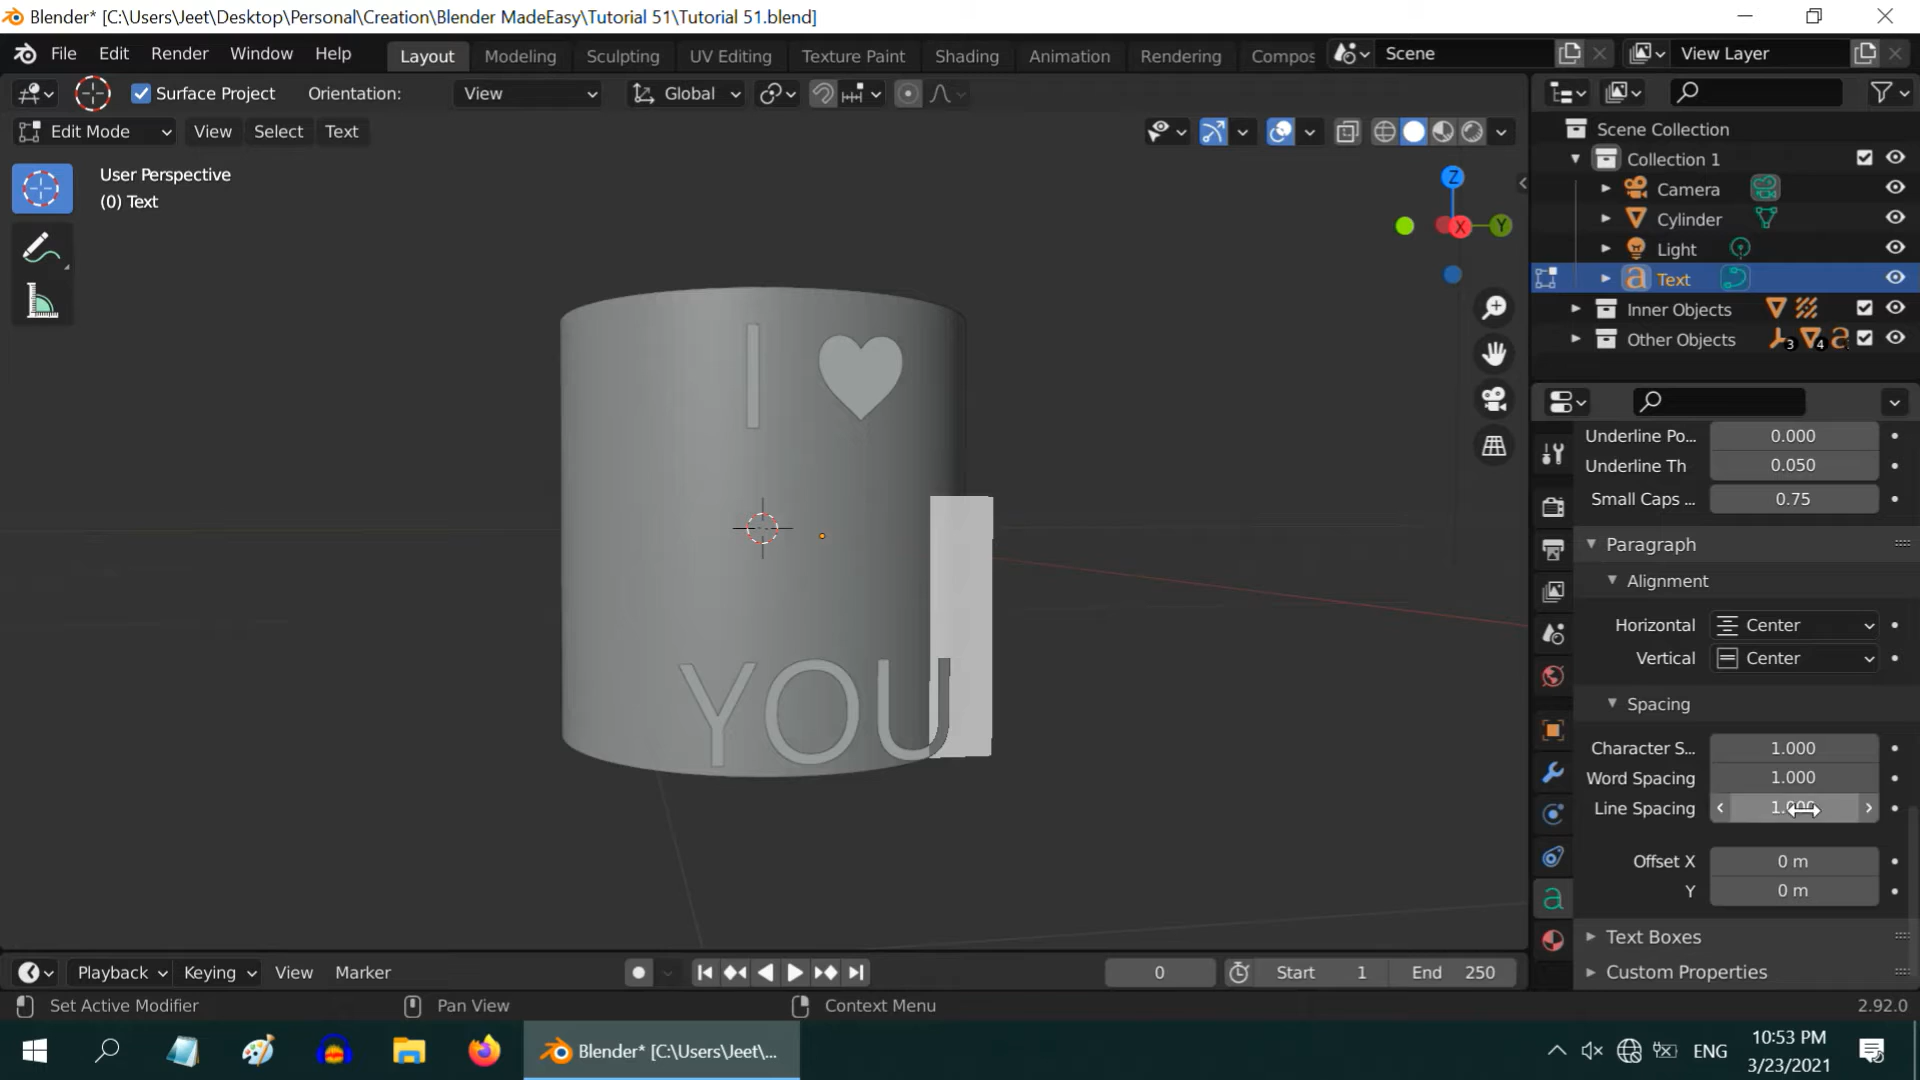 Blender* [C:\Users\Jeet\Desktop\Personal\Creation\Blender MadeEasy\Tutorial 51\Tutorial 51.blend]
File Edit Render Window Help Layout Modeling Sculpting UV Editing Texture Paint Shading Animation Rendering Compos Scene View Layer
Surface Project Orientation: View Global
Edit Mode View Select Text
User Perspective
(0) Text
Z
X
Y
I ♥
YOU
Scene Collection
Collection 1
Camera
Cylinder
Light
Text
Inner Objects
Other Objects 3 4
Underline Po... 0.000
Underline Th 0.050
Small Caps ... 0.75
Paragraph
Alignment
Horizontal Center
Vertical Center
Spacing
Character S... 1.000
Word Spacing 1.000
Line Spacing 1.000
Offset X 0 m
Y 0 m
Text Boxes
Custom Properties
Playback Keying View Marker 0 Start 1 End 250
Set Active Modifier Pan View Context Menu 2.92.0
Blender* [C:\Users\Jeet\... ENG 10:53 PM
3/23/2021